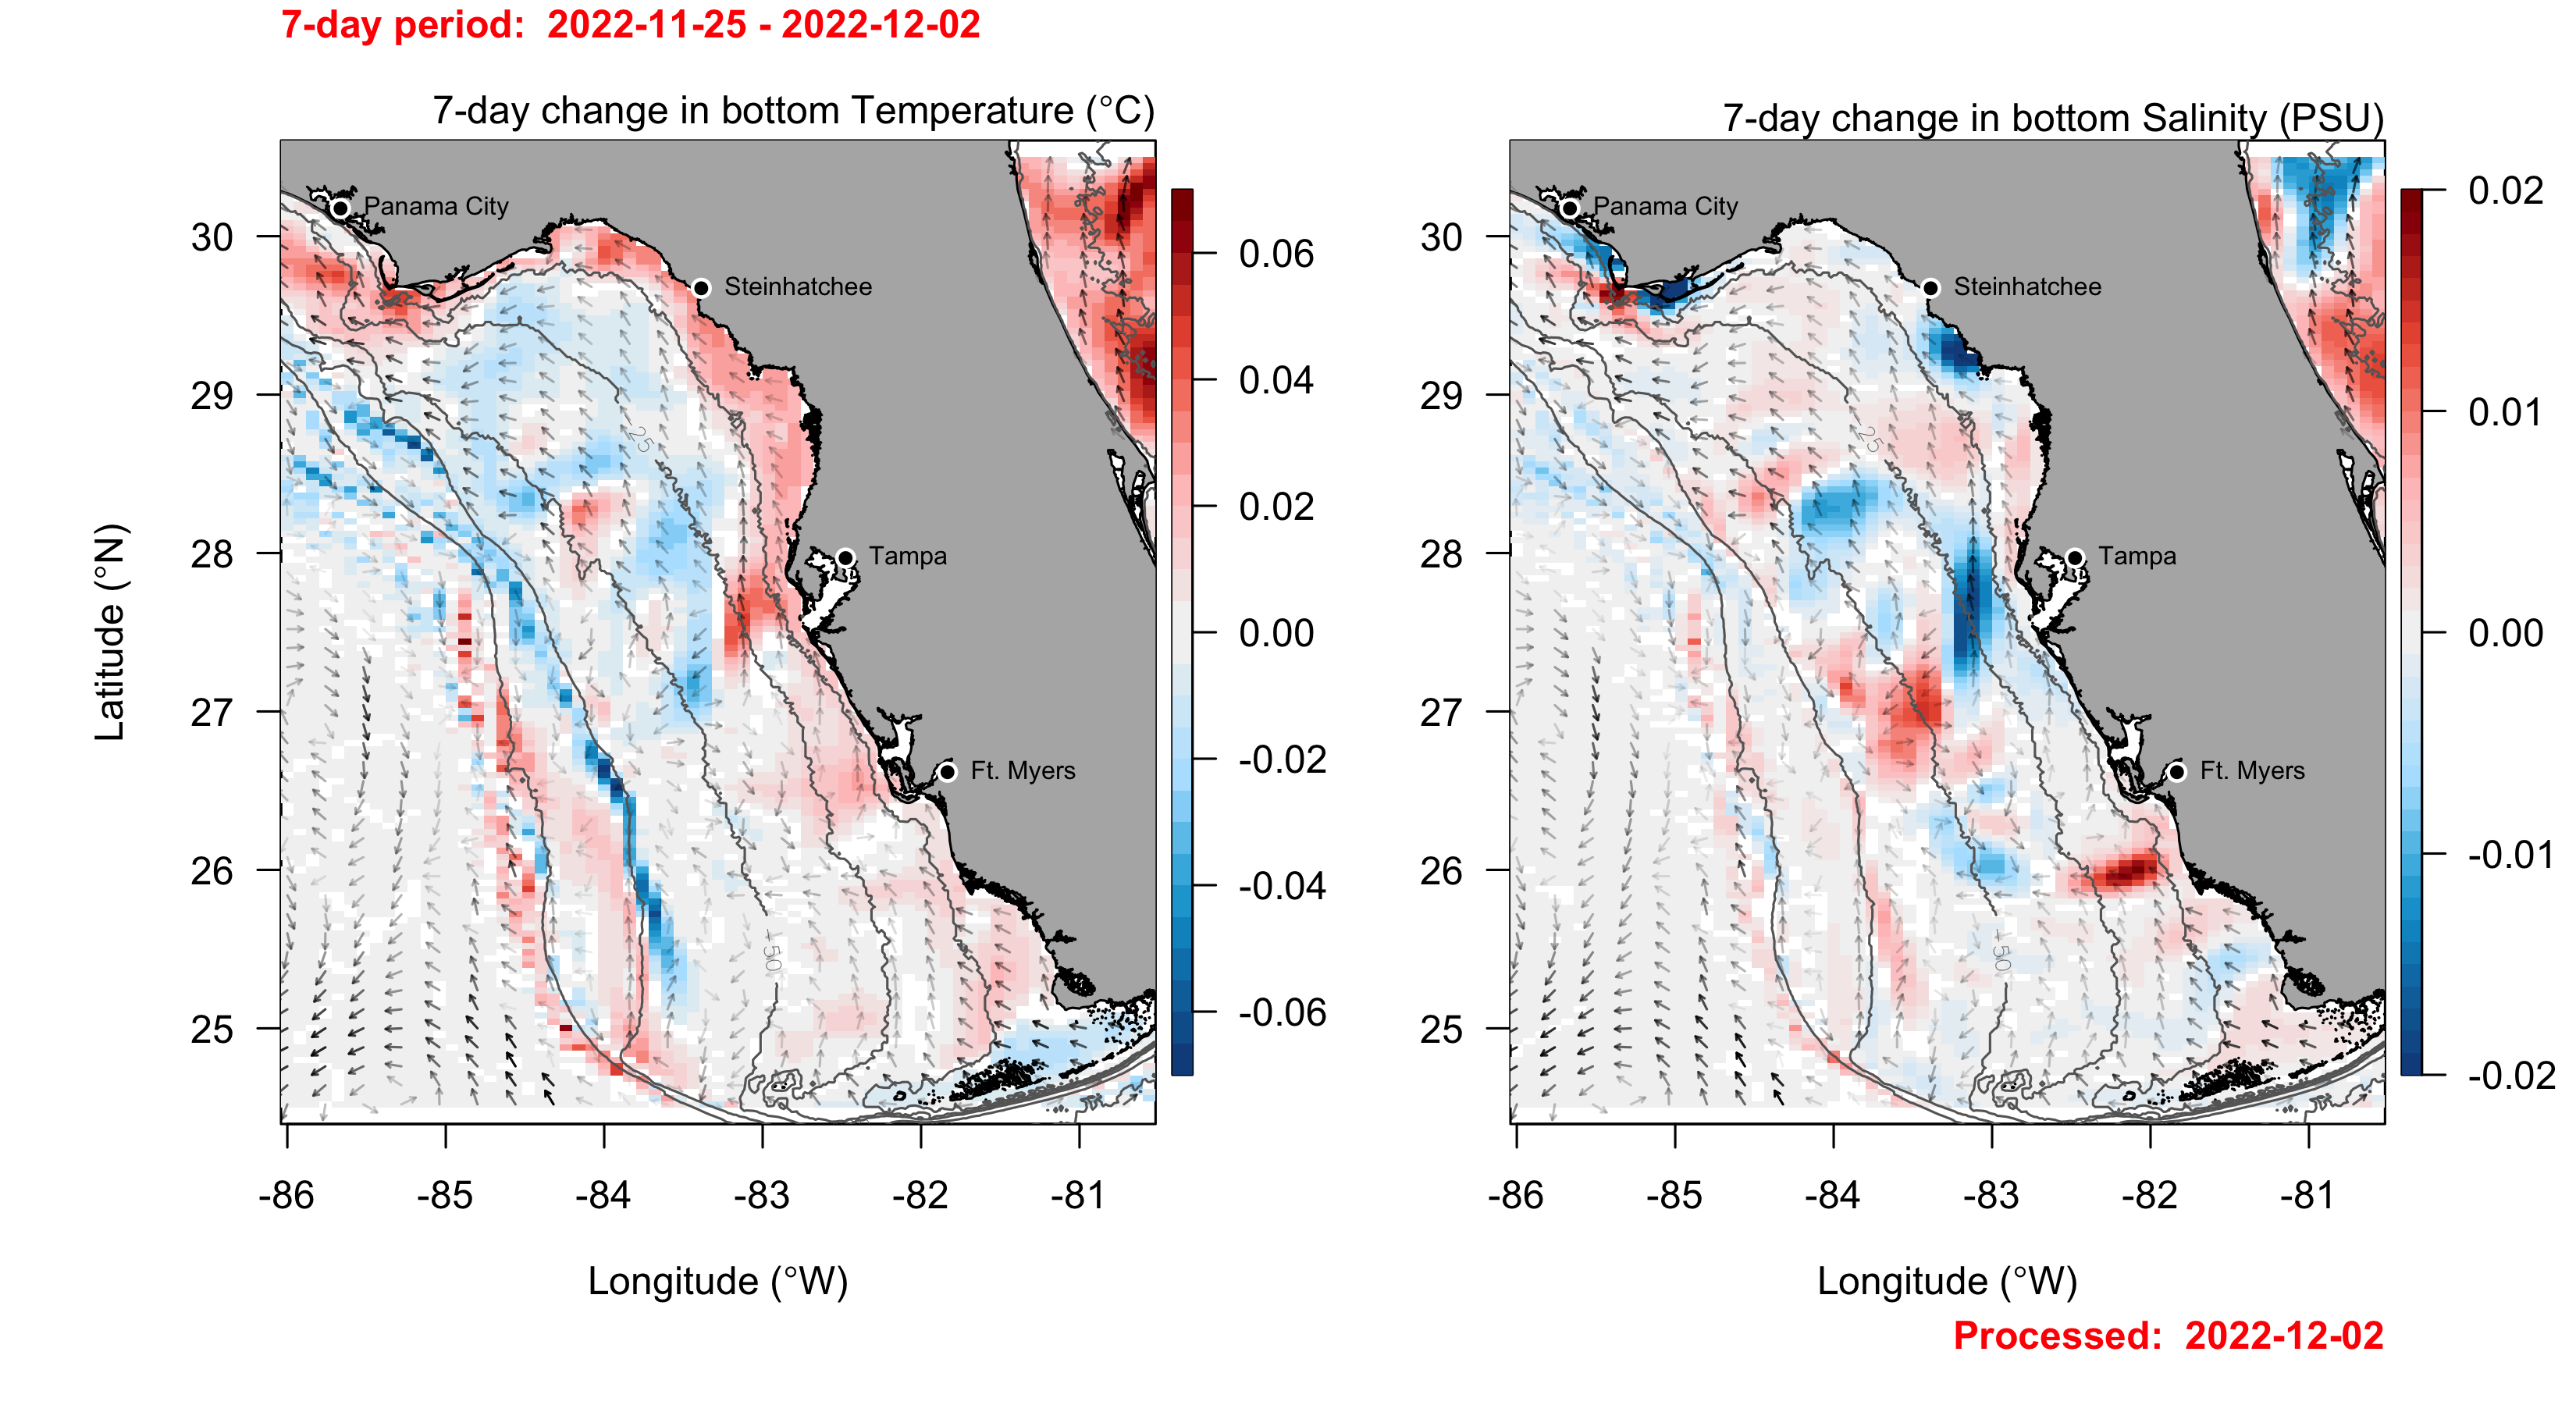 7-day period:  2022-11-25 - 2022-12-02
7-day change in bottom Temperature (°C)
7-day change in bottom Salinity (PSU)
Panama City
Steinhatchee
Tampa
Ft. Myers
25
-50
30
29
28
27
26
25
Latitude (°N)
-86 -85 -84 -83 -82 -81
Longitude (°W)
0.06
0.04
0.02
0.00
-0.02
-0.04
-0.06
Panama City
Steinhatchee
Tampa
Ft. Myers
25
-50
30
29
28
27
26
25
-86 -85 -84 -83 -82 -81
Longitude (°W)
0.02
0.01
0.00
-0.01
-0.02
Processed:  2022-12-02